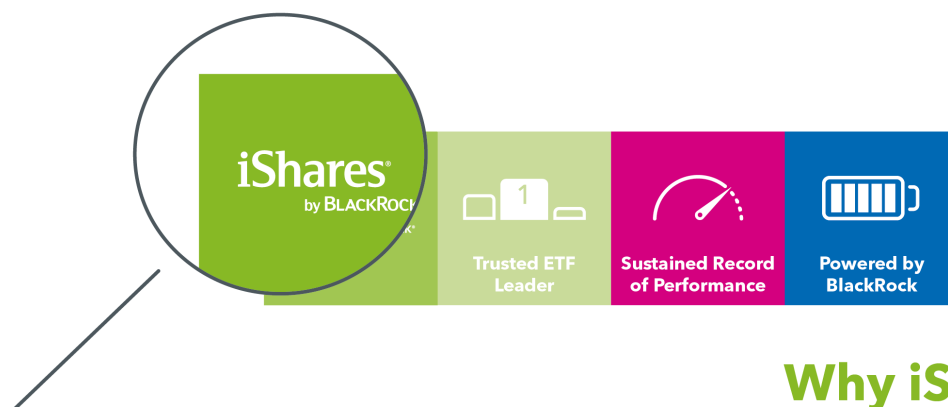 iShares®
by BLACKROCK
1
Trusted ETF
Leader
Sustained Record
of Performance
Powered by
BlackRock
Why iS